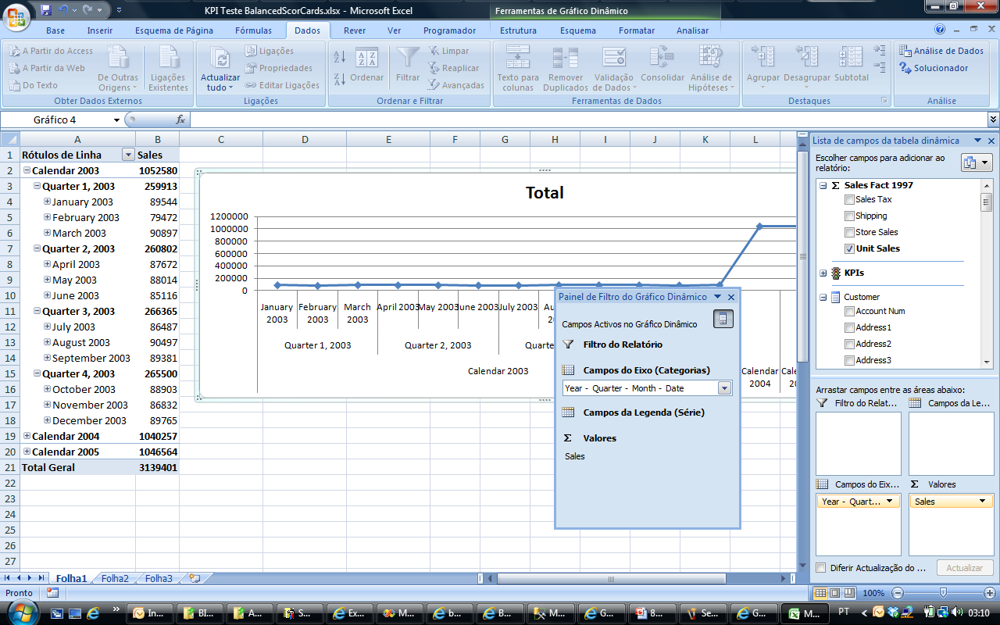 KPI Teste BalancedScorCards.xlsx - Microsoft Excel
Ferramentas de Gráfico Dinâmico
Base Inserir Esquema de Página Fórmulas Dados Rever Ver Programador Estrutura Esquema Formatar Analisar
A Partir do Access
A Partir da Web
Do Texto
De Outras Origens
Ligações Existentes
Obter Dados Externos
Actualizar tudo
Ligações
Propriedades
Editar Ligações
Ligações
Ordenar
Filtrar
Limpar
Reaplicar
Avançadas
Ordenar e Filtrar
Texto para colunas
Remover Duplicados
Validação de Dados
Consolidar
Análise de Hipóteses
Ferramentas de Dados
Agrupar
Desagrupar
Subtotal
Destaques
Análise de Dados
Solucionador
Análise
Gráfico 4
fx
A B C D E F G H I J K L
1 Rótulos de Linha Sales
2 Calendar 2003 1052580
3 Quarter 1, 2003 259913
4 January 2003 89544
5 February 2003 79472
6 March 2003 90897
7 Quarter 2, 2003 260802
8 April 2003 87672
9 May 2003 88014
10 June 2003 85116
11 Quarter 3, 2003 266365
12 July 2003 86487
13 August 2003 90497
14 September 2003 89381
15 Quarter 4, 2003 265500
16 October 2003 88903
17 November 2003 86832
18 December 2003 89765
19 Calendar 2004 1040257
20 Calendar 2005 1046564
21 Total Geral 3139401
22
23
24
25
26
27
Total
1200000
1000000
800000
600000
400000
200000
0
January 2003
February 2003
March 2003
April 2003
May 2003
June 2003
July 2003
Au
Quarter 1, 2003
Quarter 2, 2003
Quarte
Calendar 2003
Calendar 2004
Cale
20
Painel de Filtro do Gráfico Dinâmico
Campos Activos no Gráfico Dinâmico
Filtro do Relatório
Campos do Eixo (Categorias)
Year - Quarter - Month - Date
Campos da Legenda (Série)
Σ Valores
Sales
Lista de campos da tabela dinâmica
Escolher campos para adicionar ao relatório:
Σ Sales Fact 1997
Sales Tax
Shipping
Store Sales
Unit Sales
KPIs
Customer
Account Num
Address1
Address2
Address3
Arrastar campos entre as áreas abaixo:
Filtro do Relat...
Campos da Le...
Campos do Eix...
Σ Valores
Year - Quart...
Sales
Diferir Actualização do ...
Actualizar
Folha1 Folha2 Folha3
Pronto
100%
In... BI... A... S... Ex... M... b... B... M... G... 8... Se... G... M...
PT
03:10